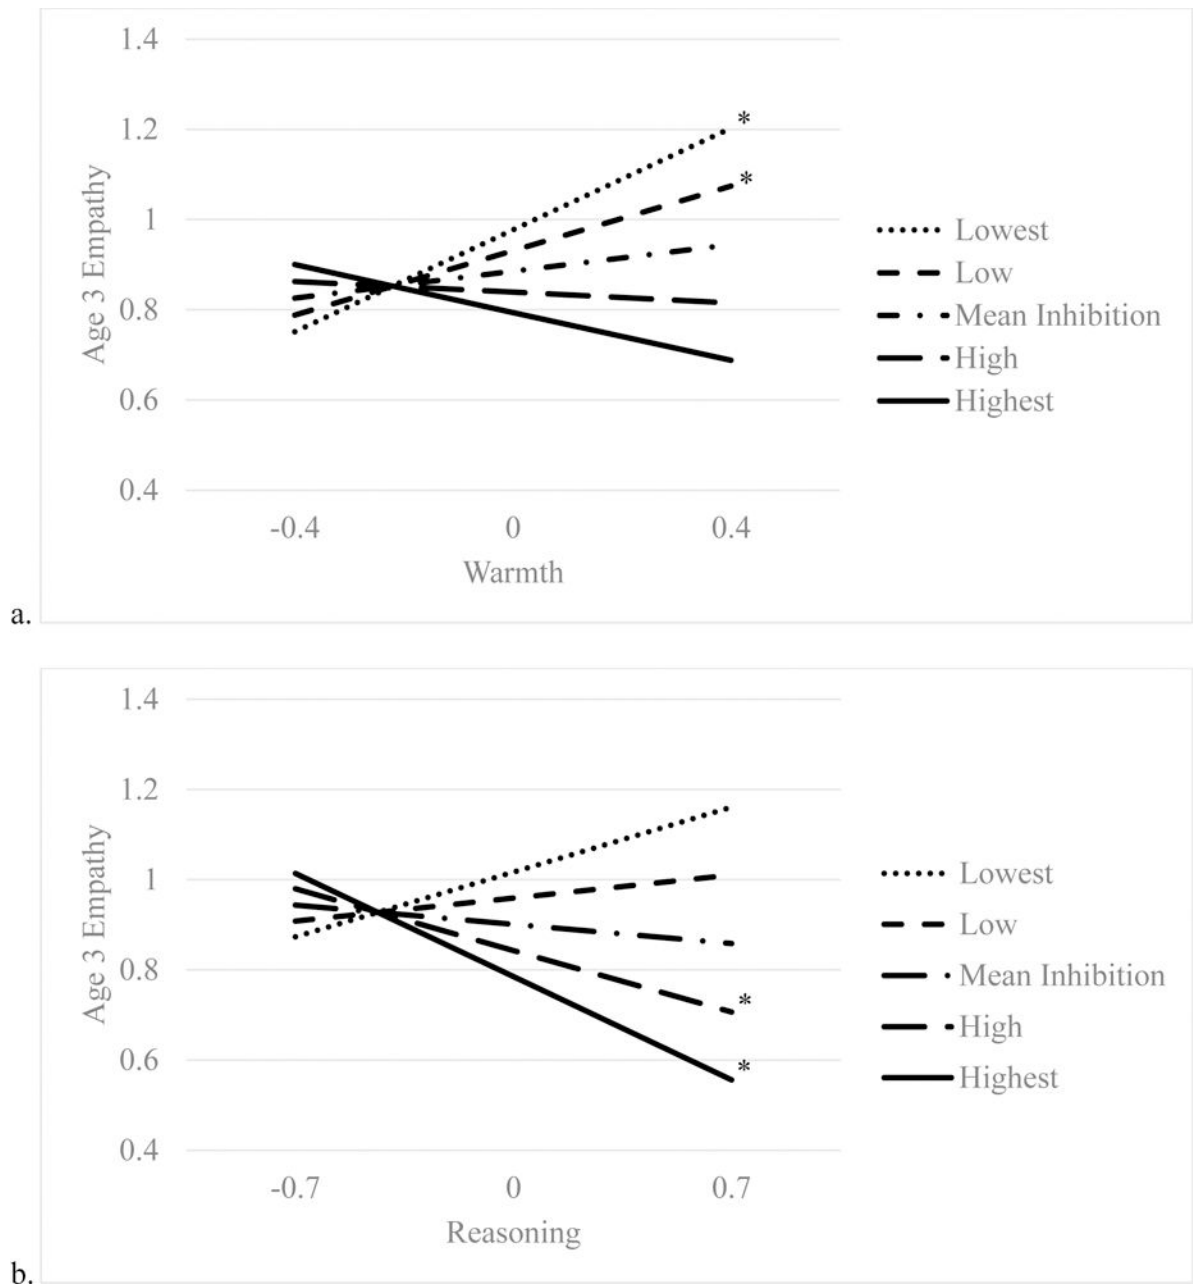 1.4
1.2
1
0.8
0.6
0.4
Age 3 Empathy
-0.4 0 0.4
Warmth
*
*
Lowest
Low
Mean Inhibition
High
Highest
a.
1.4
1.2
1
0.8
0.6
0.4
Age 3 Empathy
-0.7 0 0.7
Reasoning
*
*
Lowest
Low
Mean Inhibition
High
Highest
b.